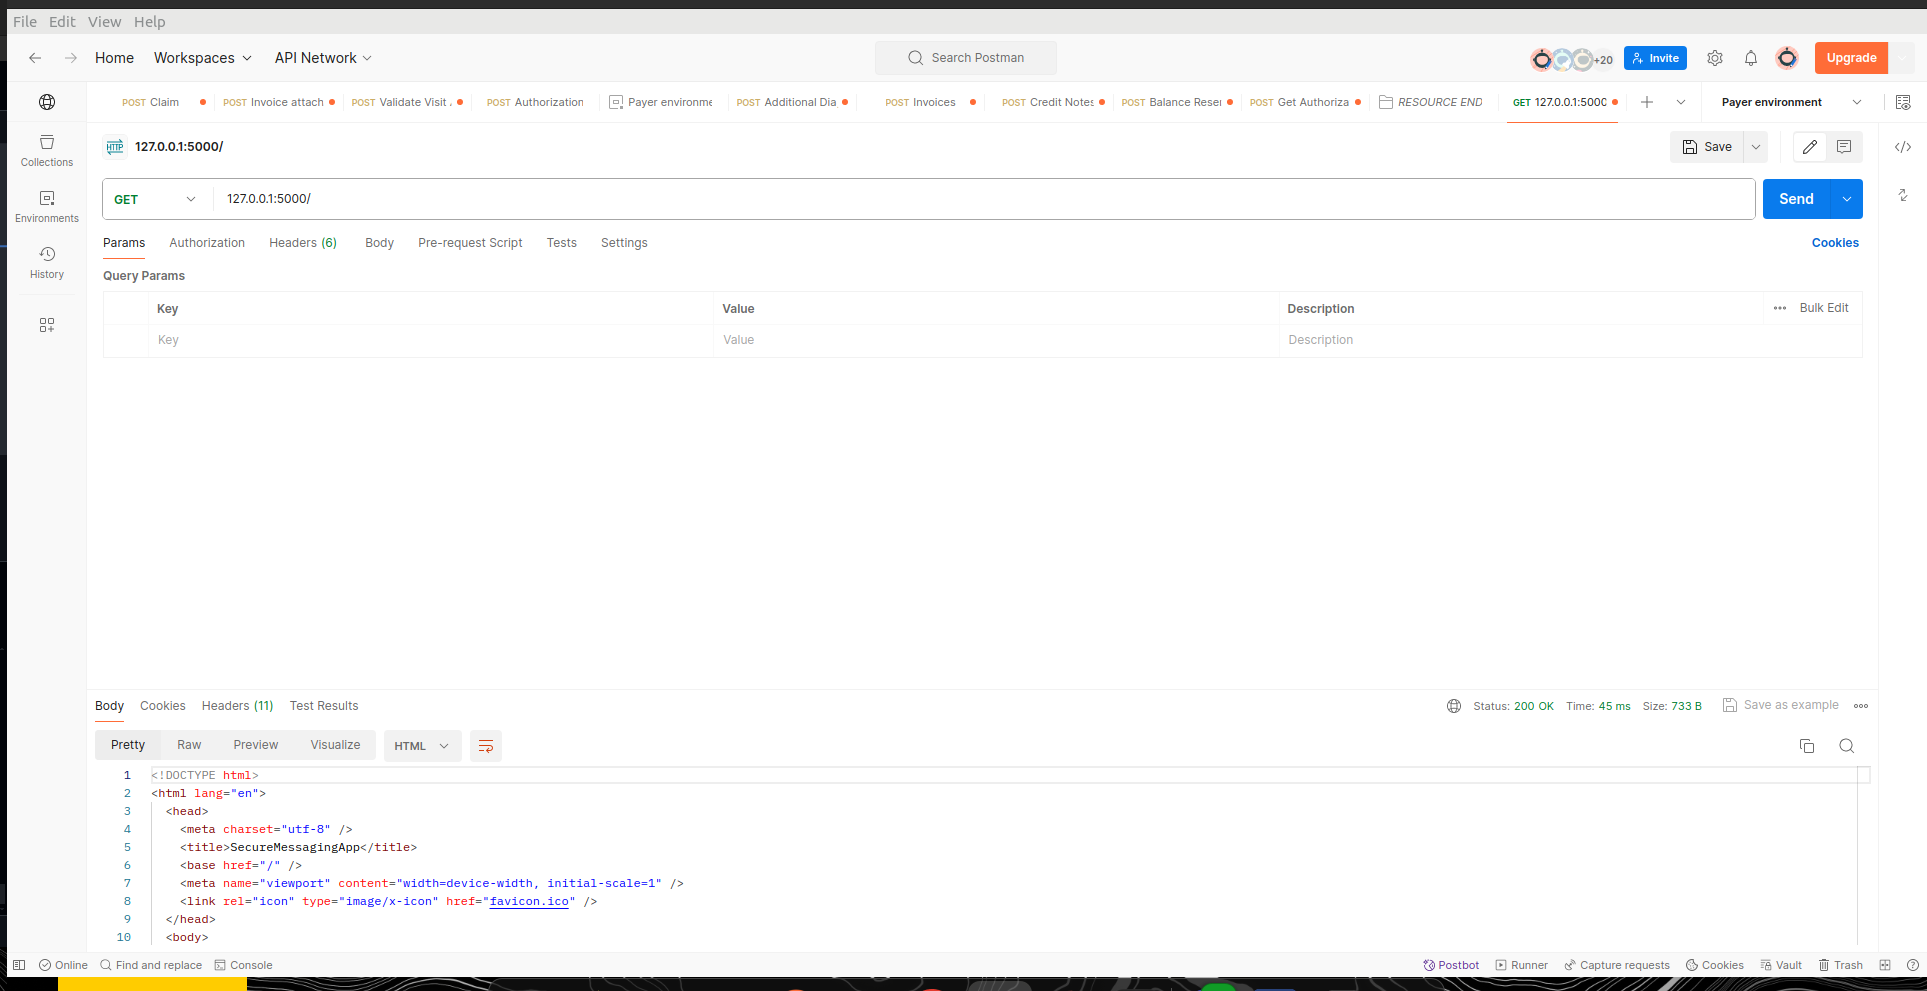 File Edit View Help
Home Workspaces API Network Search Postman +20 Invite Upgrade
POST Claim POST Invoice attach POST Validate Visit POST Authorization Payer environme POST Additional Dia POST Invoices POST Credit Notes POST Balance Reser POST Get Authoriza RESOURCE END GET 127.0.0.1:5000 Payer environment
HTTP 127.0.0.1:5000/ Save
Collections
GET 127.0.0.1:5000/ Send
Environments
Params Authorization Headers (6) Body Pre-request Script Tests Settings Cookies
History
Query Params
Key Value Description Bulk Edit
Key Value Description
Body Cookies Headers (11) Test Results Status: 200 OK Time: 45 ms Size: 733 B Save as example
Pretty Raw Preview Visualize HTML
1 <!DOCTYPE html>
2 <html lang="en">
3 <head>
4 <meta charset="utf-8" />
5 <title>SecureMessagingApp</title>
6 <base href="/" />
7 <meta name="viewport" content="width=device-width, initial-scale=1" />
8 <link rel="icon" type="image/x-icon" href="favicon.ico" />
9 </head>
10 <body>
Online Find and replace Console Postbot Runner Capture requests Cookies Vault Trash